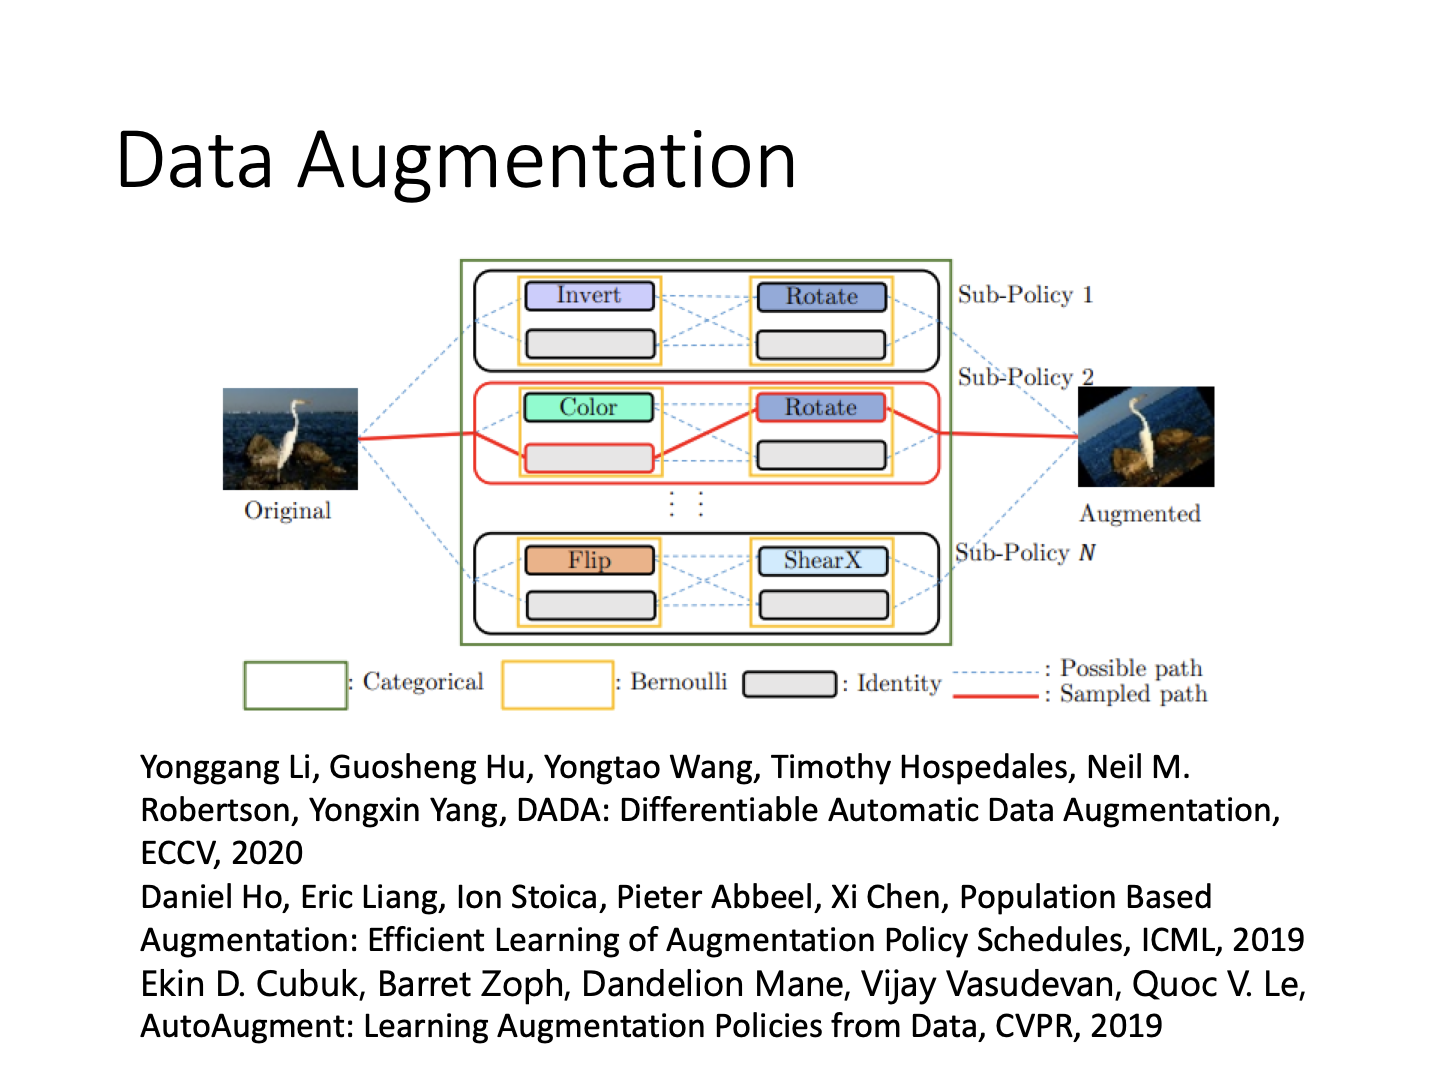 Data Augmentation
Invert
Rotate
Sub-Policy 1
Sub-Policy 2
Color
Rotate
Original
Augmented
Flip
ShearX
Sub-Policy N
: Categorical
: Bernoulli
: Identity
: Possible path
: Sampled path
Yonggang Li, Guosheng Hu, Yongtao Wang, Timothy Hospedales, Neil M.
Robertson, Yongxin Yang, DADA: Differentiable Automatic Data Augmentation,
ECCV, 2020
Daniel Ho, Eric Liang, Ion Stoica, Pieter Abbeel, Xi Chen, Population Based
Augmentation: Efficient Learning of Augmentation Policy Schedules, ICML, 2019
Ekin D. Cubuk, Barret Zoph, Dandelion Mane, Vijay Vasudevan, Quoc V. Le,
AutoAugment: Learning Augmentation Policies from Data, CVPR, 2019